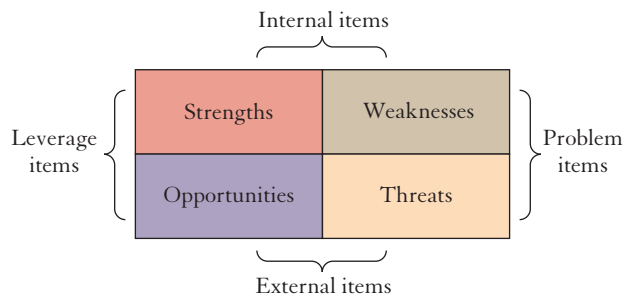 Internal items
Strengths
Weaknesses
Leverage
items
Problem
items
Opportunities
Threats
External items